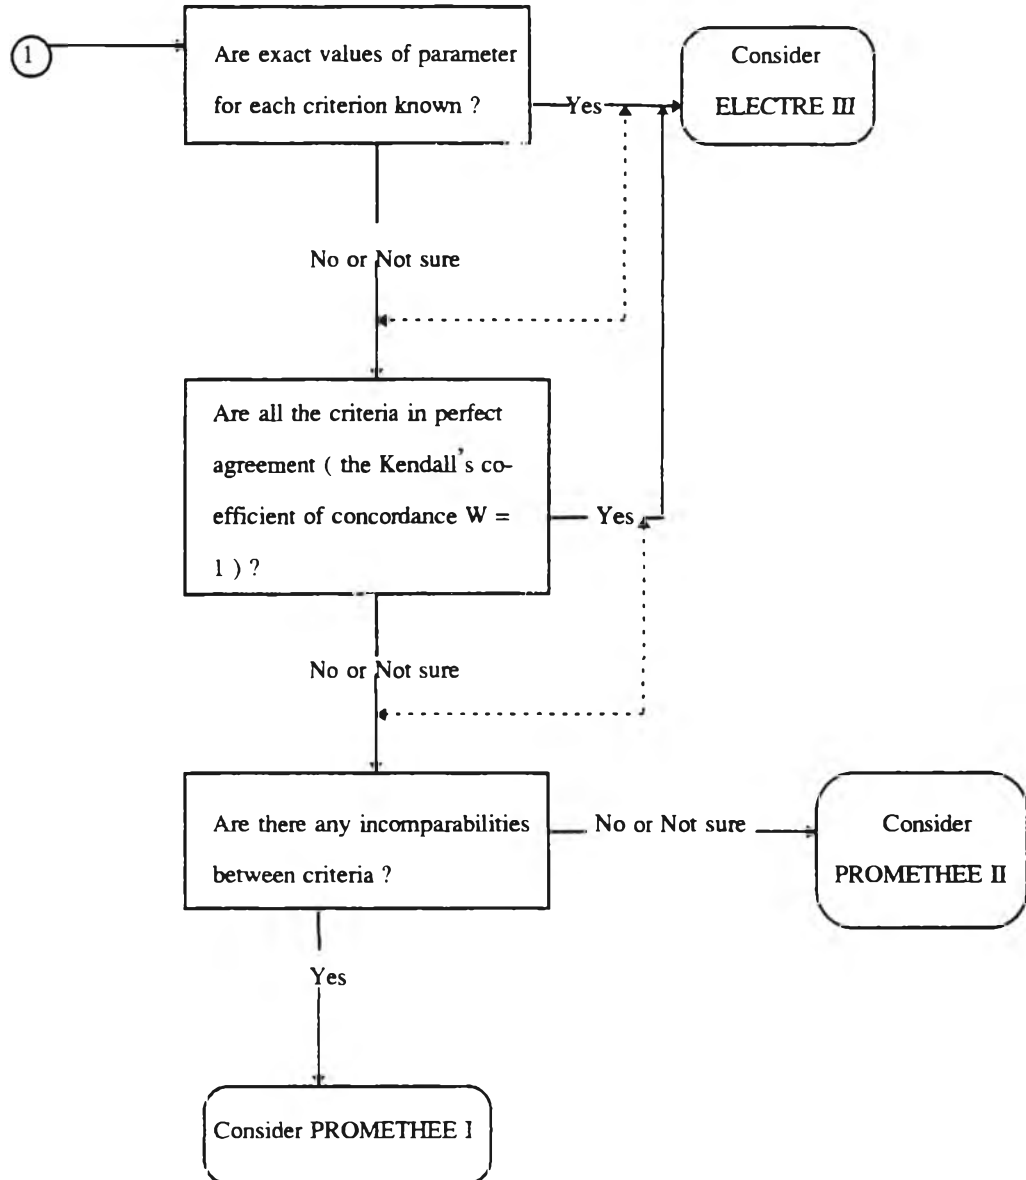 1
Are exact values of parameter
for each criterion known ?
Yes
Consider
ELECTRE III
No or Not sure
Are all the criteria in perfect
agreement ( the Kendall's co-
efficient of concordance W =
1 ) ?
Yes
No or Not sure
Are there any incomparabilities
between criteria ?
No or Not sure
Consider
PROMETHEE II
Yes
Consider PROMETHEE I